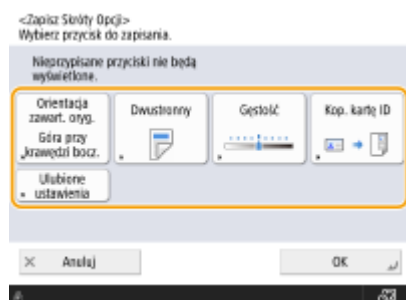 <Zapisz Skróty Opcji>
Wybierz przycisk do zapisania.
Nieprzypisane przyciski nie będą
wyświetlone.
Orientacja
zawart. oryg.
Góra przy
krawędzi bocz.
Dwustronny
Gęstość
Kop. kartę ID
Ulubione
ustawienia
Anuluj
OK